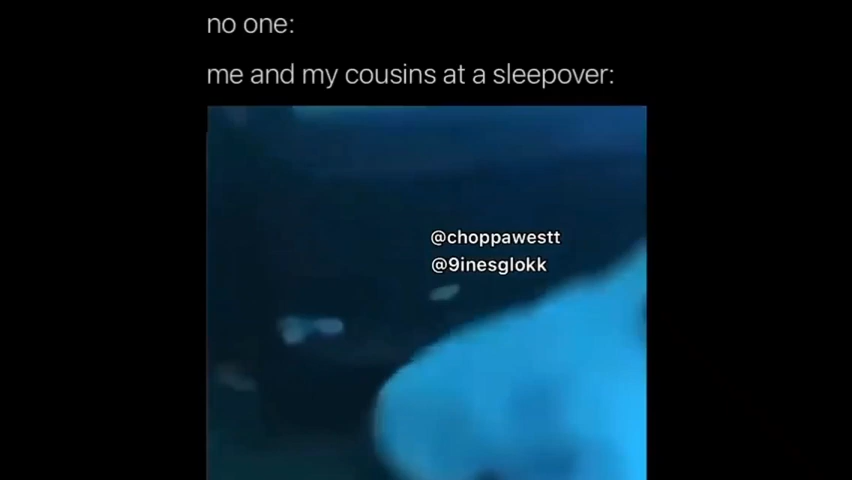 no one:
me and my cousins at a sleepover:
@choppawestt
@9inesglokk